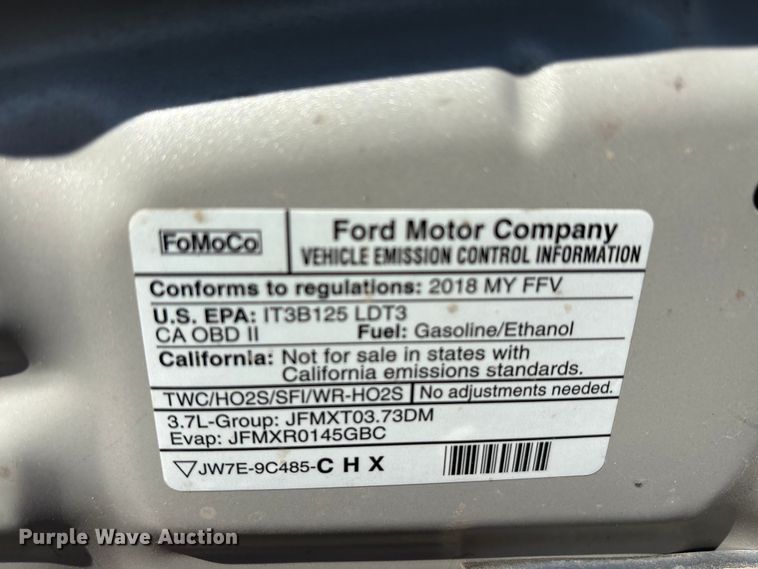 FoMoCo
Ford Motor Company
VEHICLE EMISSION CONTROL INFORMATION
Conforms to regulations: 2018 MY FFV
U.S. EPA: IT3B125 LDT3
CA OBD II Fuel: Gasoline/Ethanol
California: Not for sale in states with
California emissions standards.
TWC/HO2S/SFI/WR-HO2S No adjustments needed.
3.7L-Group: JFMXT03.73DM
Evap: JFMXR0145GBC
JW7E-9C485-CHX
Purple Wave Auction